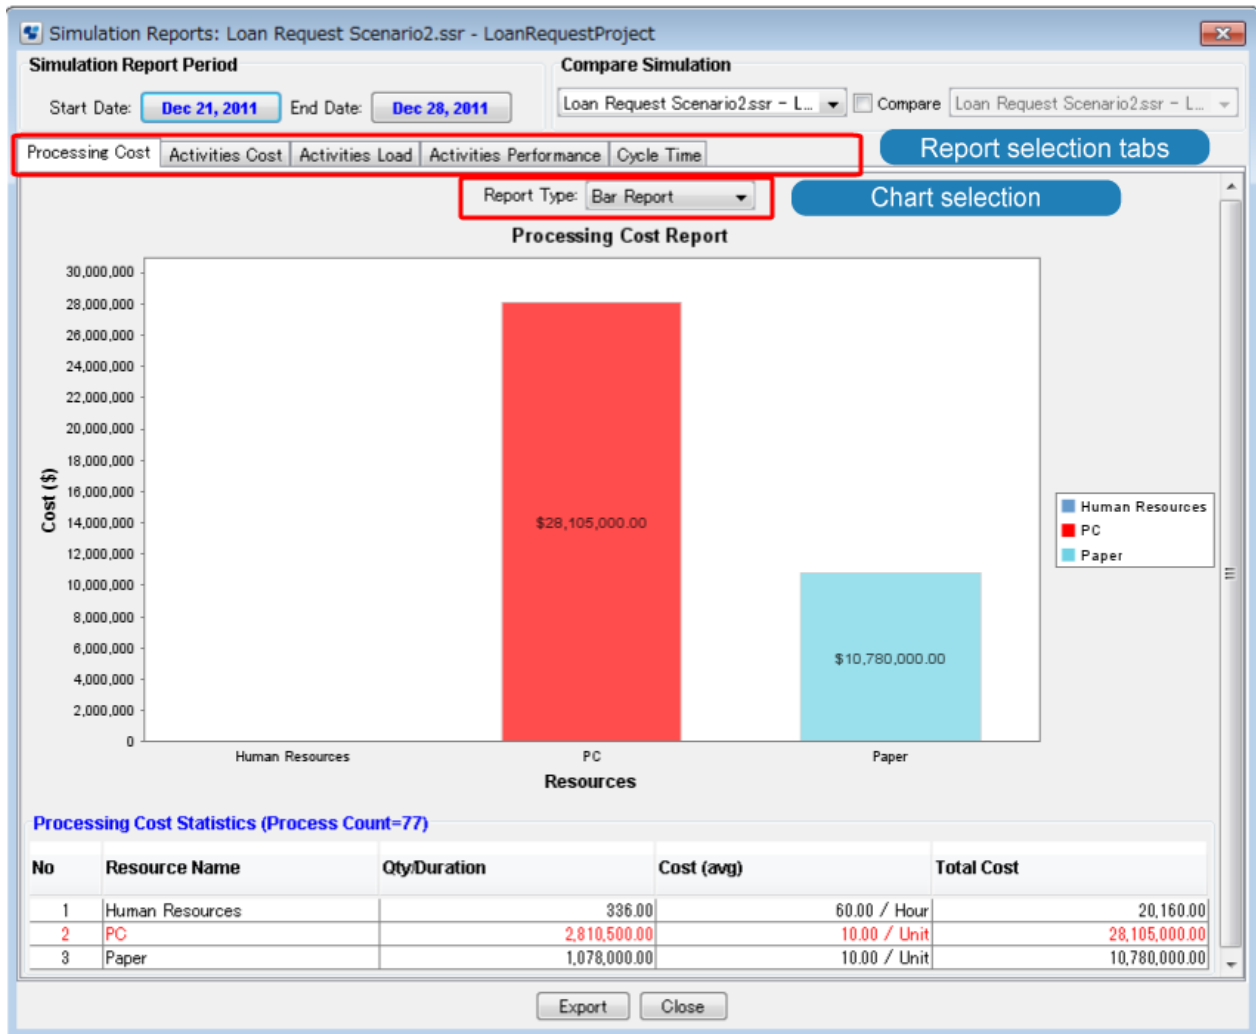 Simulation Reports: Loan Request Scenario2.ssr - LoanRequestProject
Simulation Report Period
Compare Simulation
Start Date: Dec 21, 2011 End Date: Dec 28, 2011
Loan Request Scenario2.ssr - L... Compare Loan Request Scenario2.ssr - L...
Processing Cost Activities Cost Activities Load Activities Performance Cycle Time
Report selection tabs
Report Type: Bar Report
Chart selection
Processing Cost Report
30,000,000
28,000,000
26,000,000
24,000,000
22,000,000
20,000,000
18,000,000
16,000,000
14,000,000
12,000,000
10,000,000
8,000,000
6,000,000
4,000,000
2,000,000
0
Cost ($)
$28,105,000.00
$10,780,000.00
Human Resources
PC
Paper
Human Resources PC Paper
Resources
Processing Cost Statistics (Process Count=77)
No Resource Name Qty/Duration Cost (avg) Total Cost
1 Human Resources 336.00 60.00 / Hour 20,160.00
2 PC 2,810,500.00 10.00 / Unit 28,105,000.00
3 Paper 1,078,000.00 10.00 / Unit 10,780,000.00
Export Close